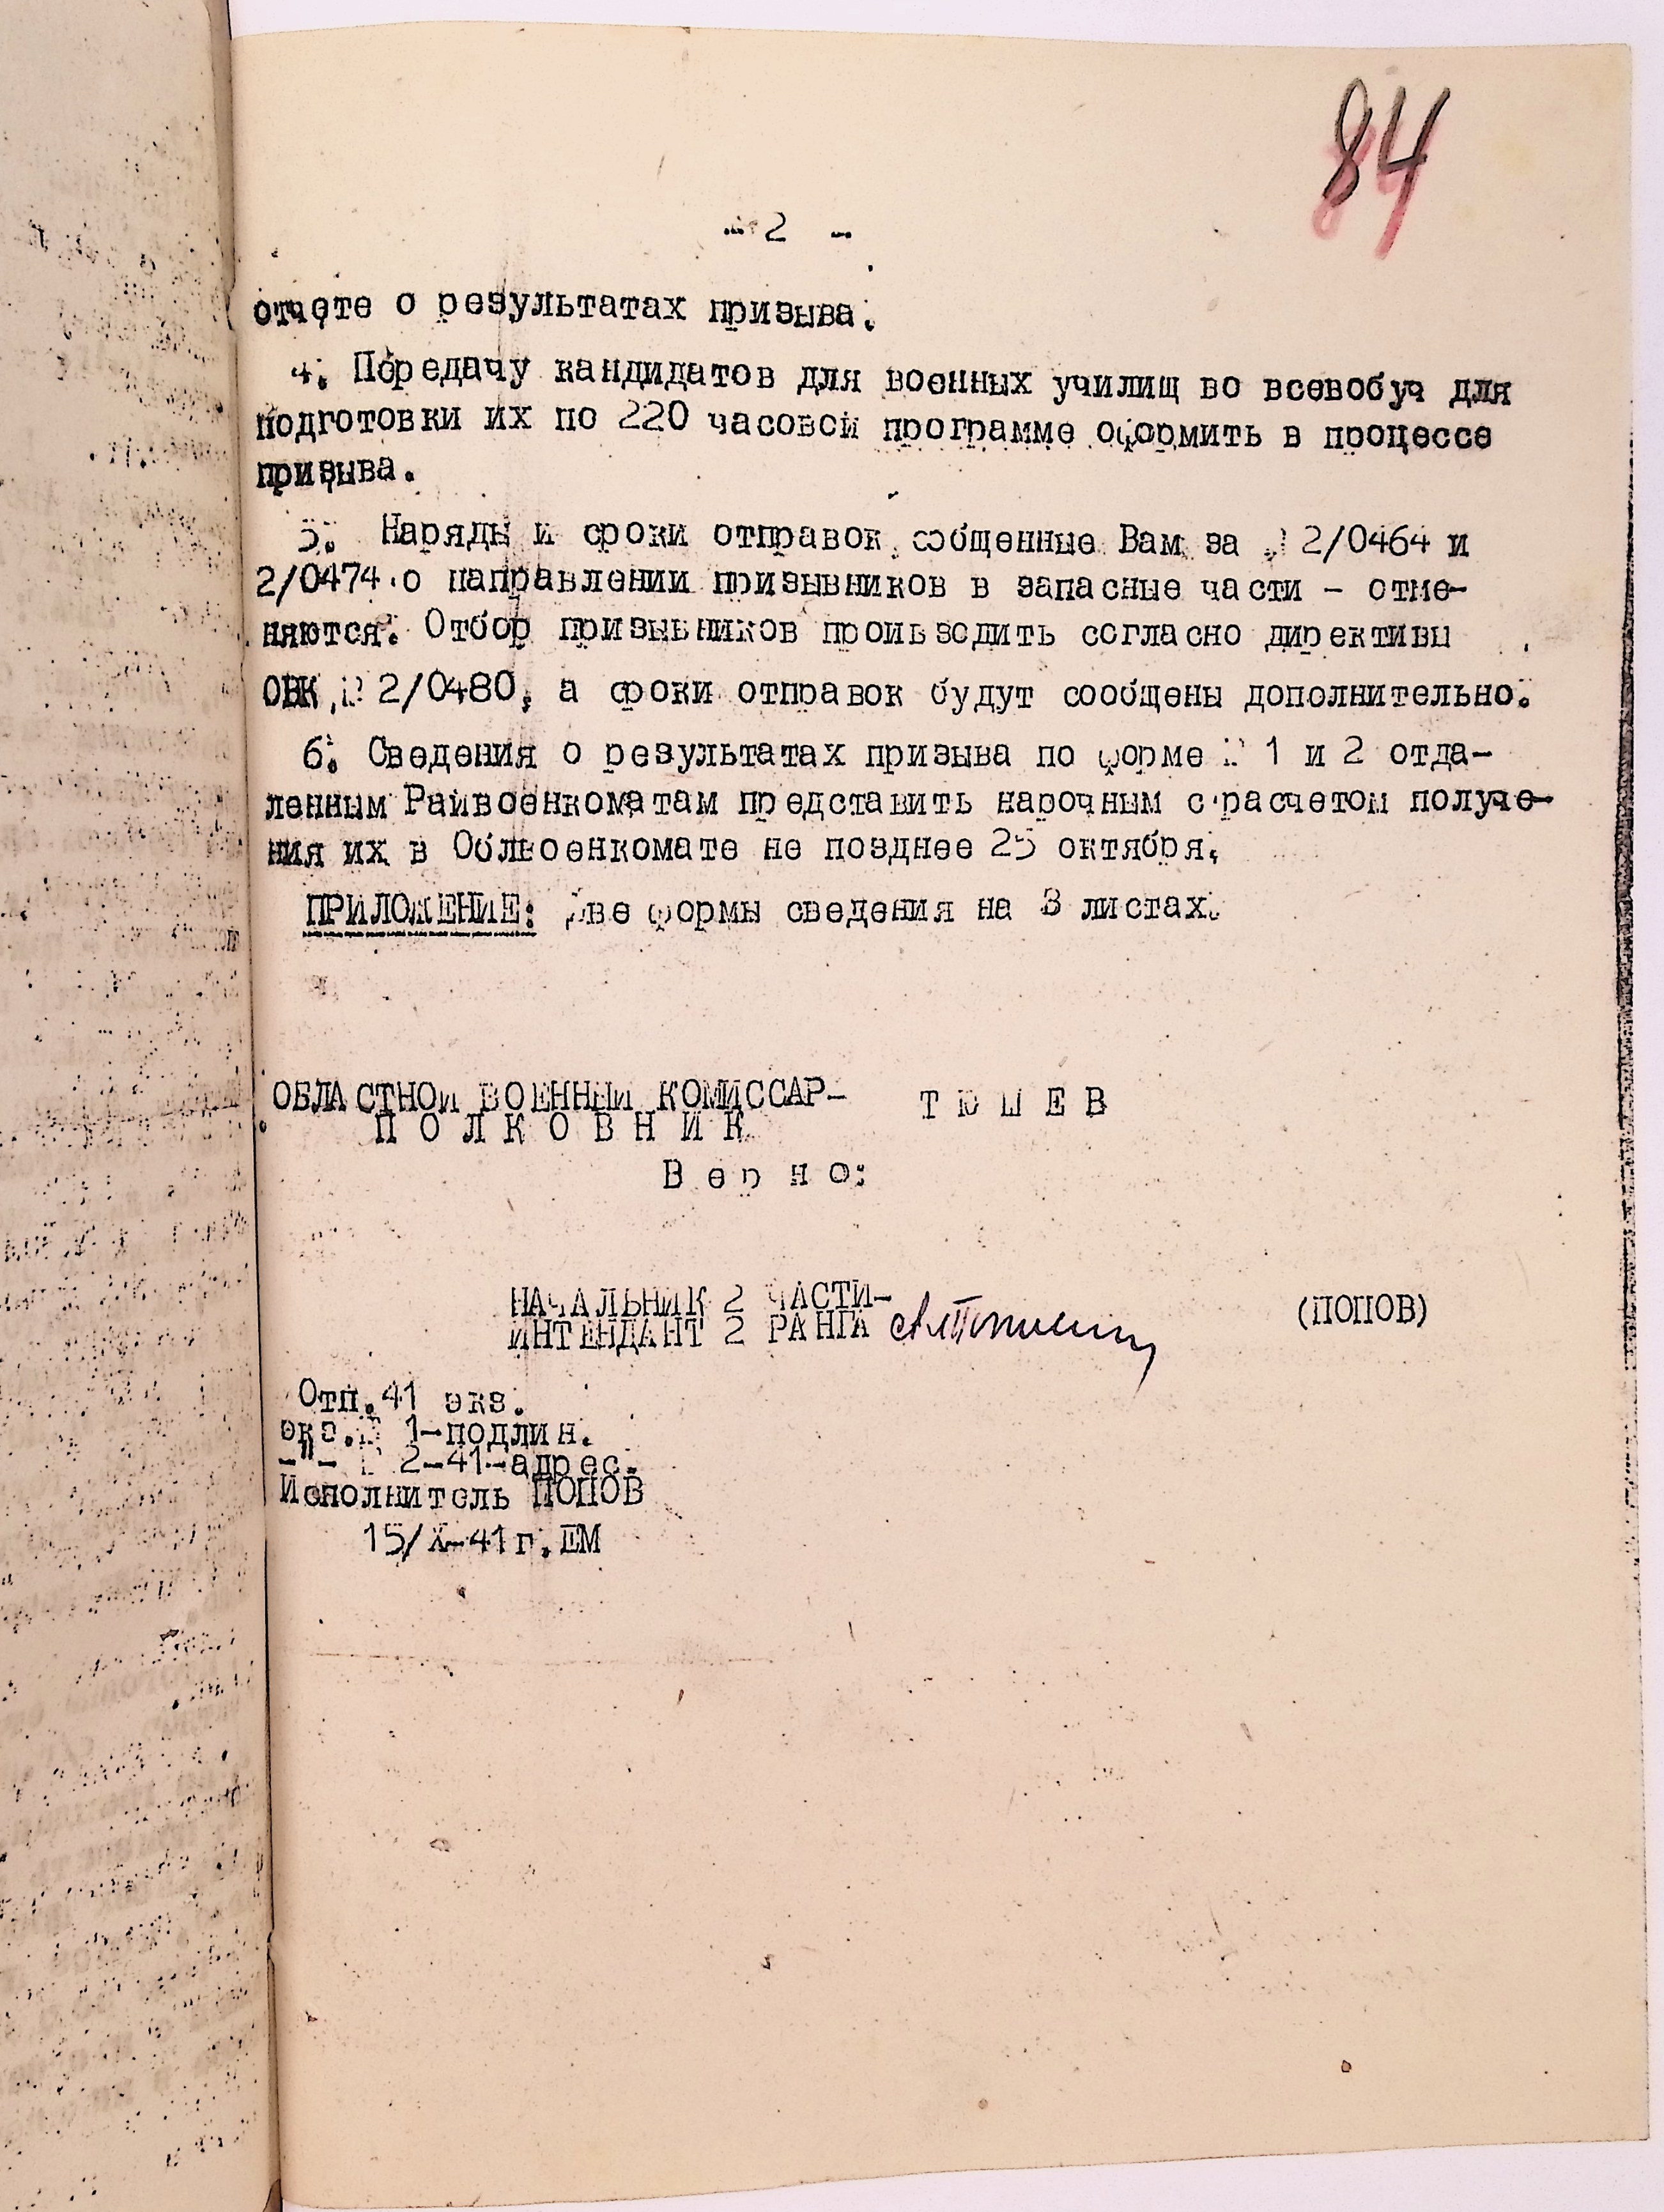 84
- 2 -
отчете о результатах призыва.
4. Передачу кандидатов для военных училищ во всевобуч для
подготовки их по 220 часовой программе оформить в процессе
призыва.
5. Наряды и сроки отправок сообщенные Вам за № 2/0464 и
2/0474 о направлении призывников в запасные части - отме-
няются. Отбор призывников производить согласно директивы
ОВК № 2/0480, а сроки отправок будут сообщены дополнительно.
6. Сведения о результатах призыва по форме № 1 и 2 отда-
ленным Райвоенкоматам представить нарочным с расчетом получе-
ния их в Облвоенкомате не позднее 25 октября.
ПРИЛОЖЕНИЕ: Две формы сведения на 3 листах.
ОБЛАСТНОЙ ВОЕННЫЙ КОМИССАР- Т Ю Ш Е В
П О Л К О В Н И К
В е р н о:
НАЧАЛЬНИК 2 ЧАСТИ-
ИНТЕНДАНТ 2 РАНГА (ПОПОВ)
Отп.41 экз.
экз.№ 1-подлин.
-"- № 2-41-адрес.
Исполнитель ПОПОВ
15/Х-41г.ЕМ